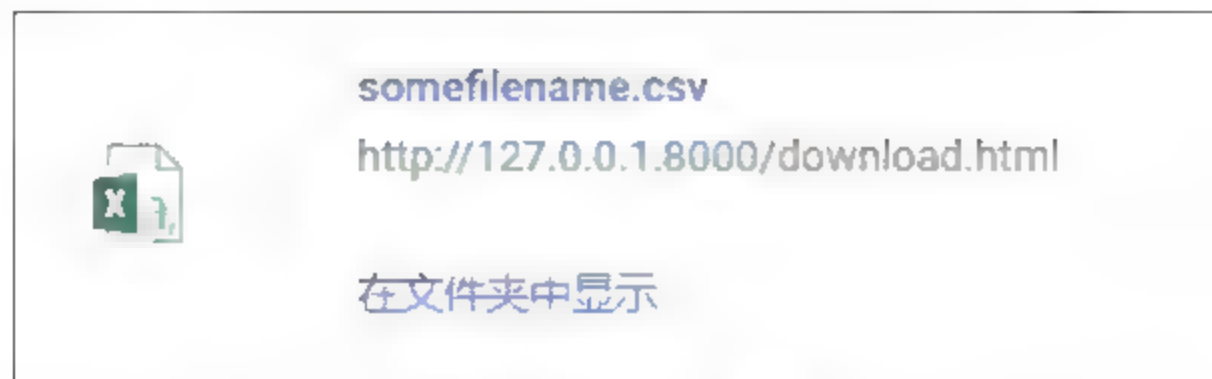 somefilename.csv
http://127.0.0.1:8000/download.html
在文件夹中显示